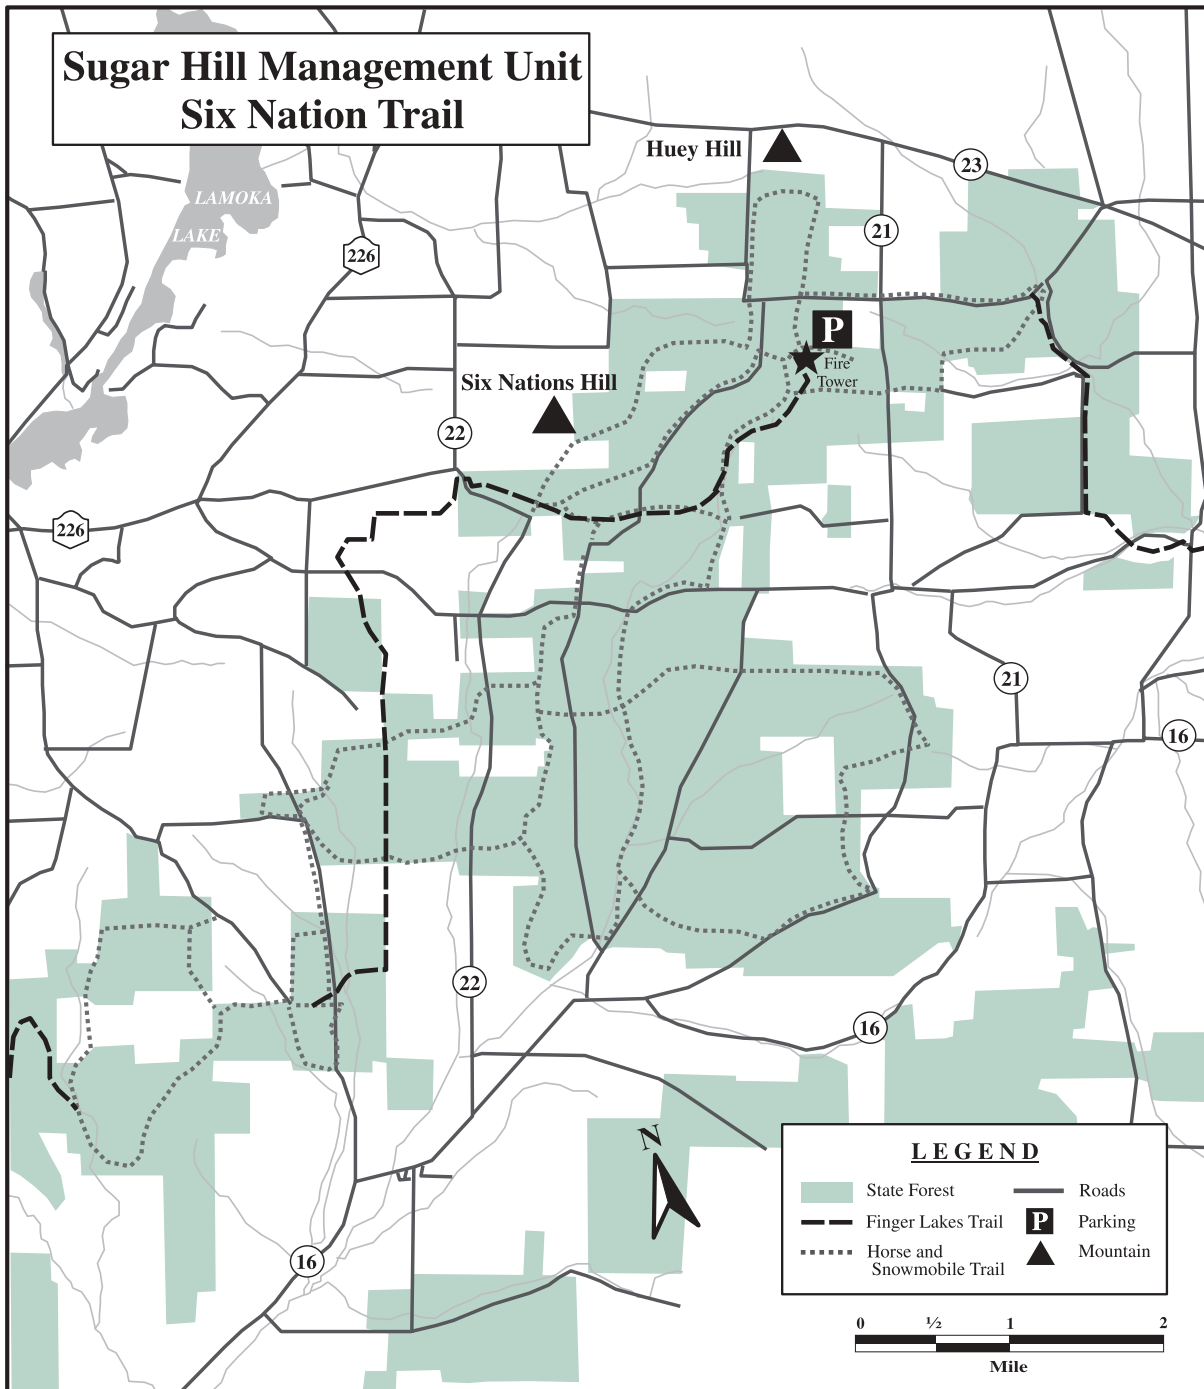 Sugar Hill Management Unit
Six Nation Trail
Huey Hill
23
LAMOKA
LAKE
21
226
P
Fire
Tower
Six Nations Hill
22
226
21
16
22
16
N
LEGEND
State Forest
Roads
Finger Lakes Trail
P
Parking
Horse and
Snowmobile Trail
Mountain
16
0 ½ 1 2
Mile